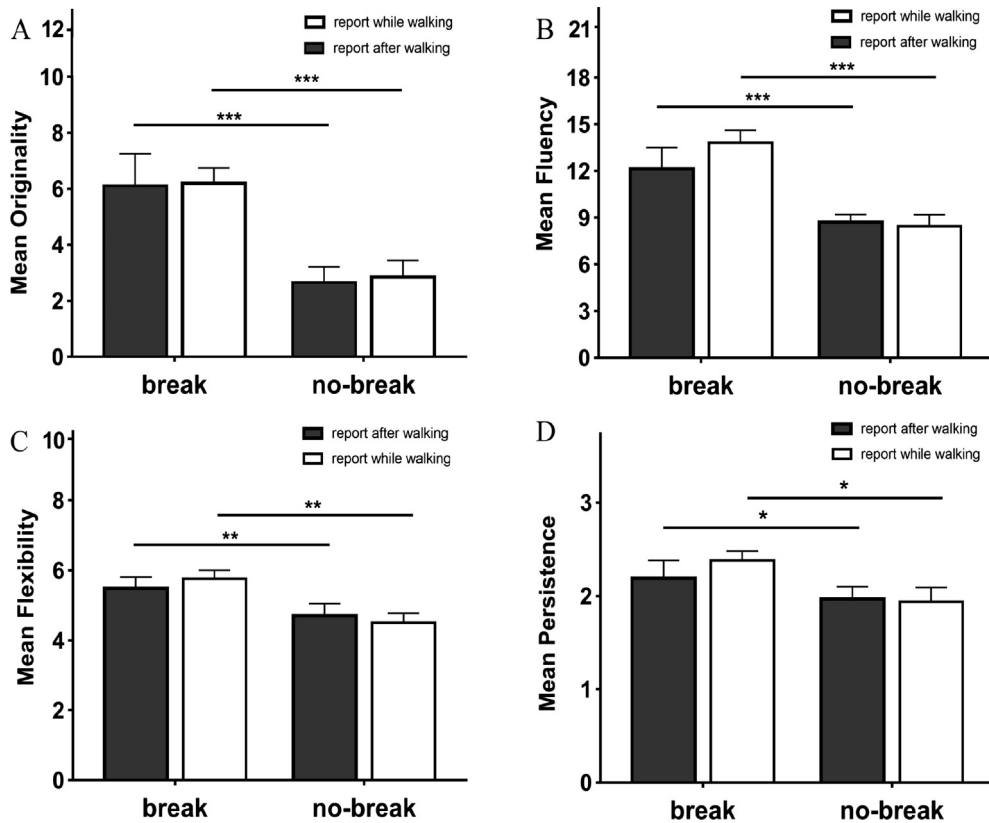 A
report while walking
report after walking
Mean Originality
12
10
8
6
4
2
0
***
***
break no-break
B
report while walking
report after walking
Mean Fluency
21
18
15
12
9
6
3
0
***
***
break no-break
C
report after walking
report while walking
Mean Flexibility
10
8
6
4
2
0
**
**
break no-break
D
report after walking
report while walking
Mean Persistence
3
2
1
0
*
*
break no-break